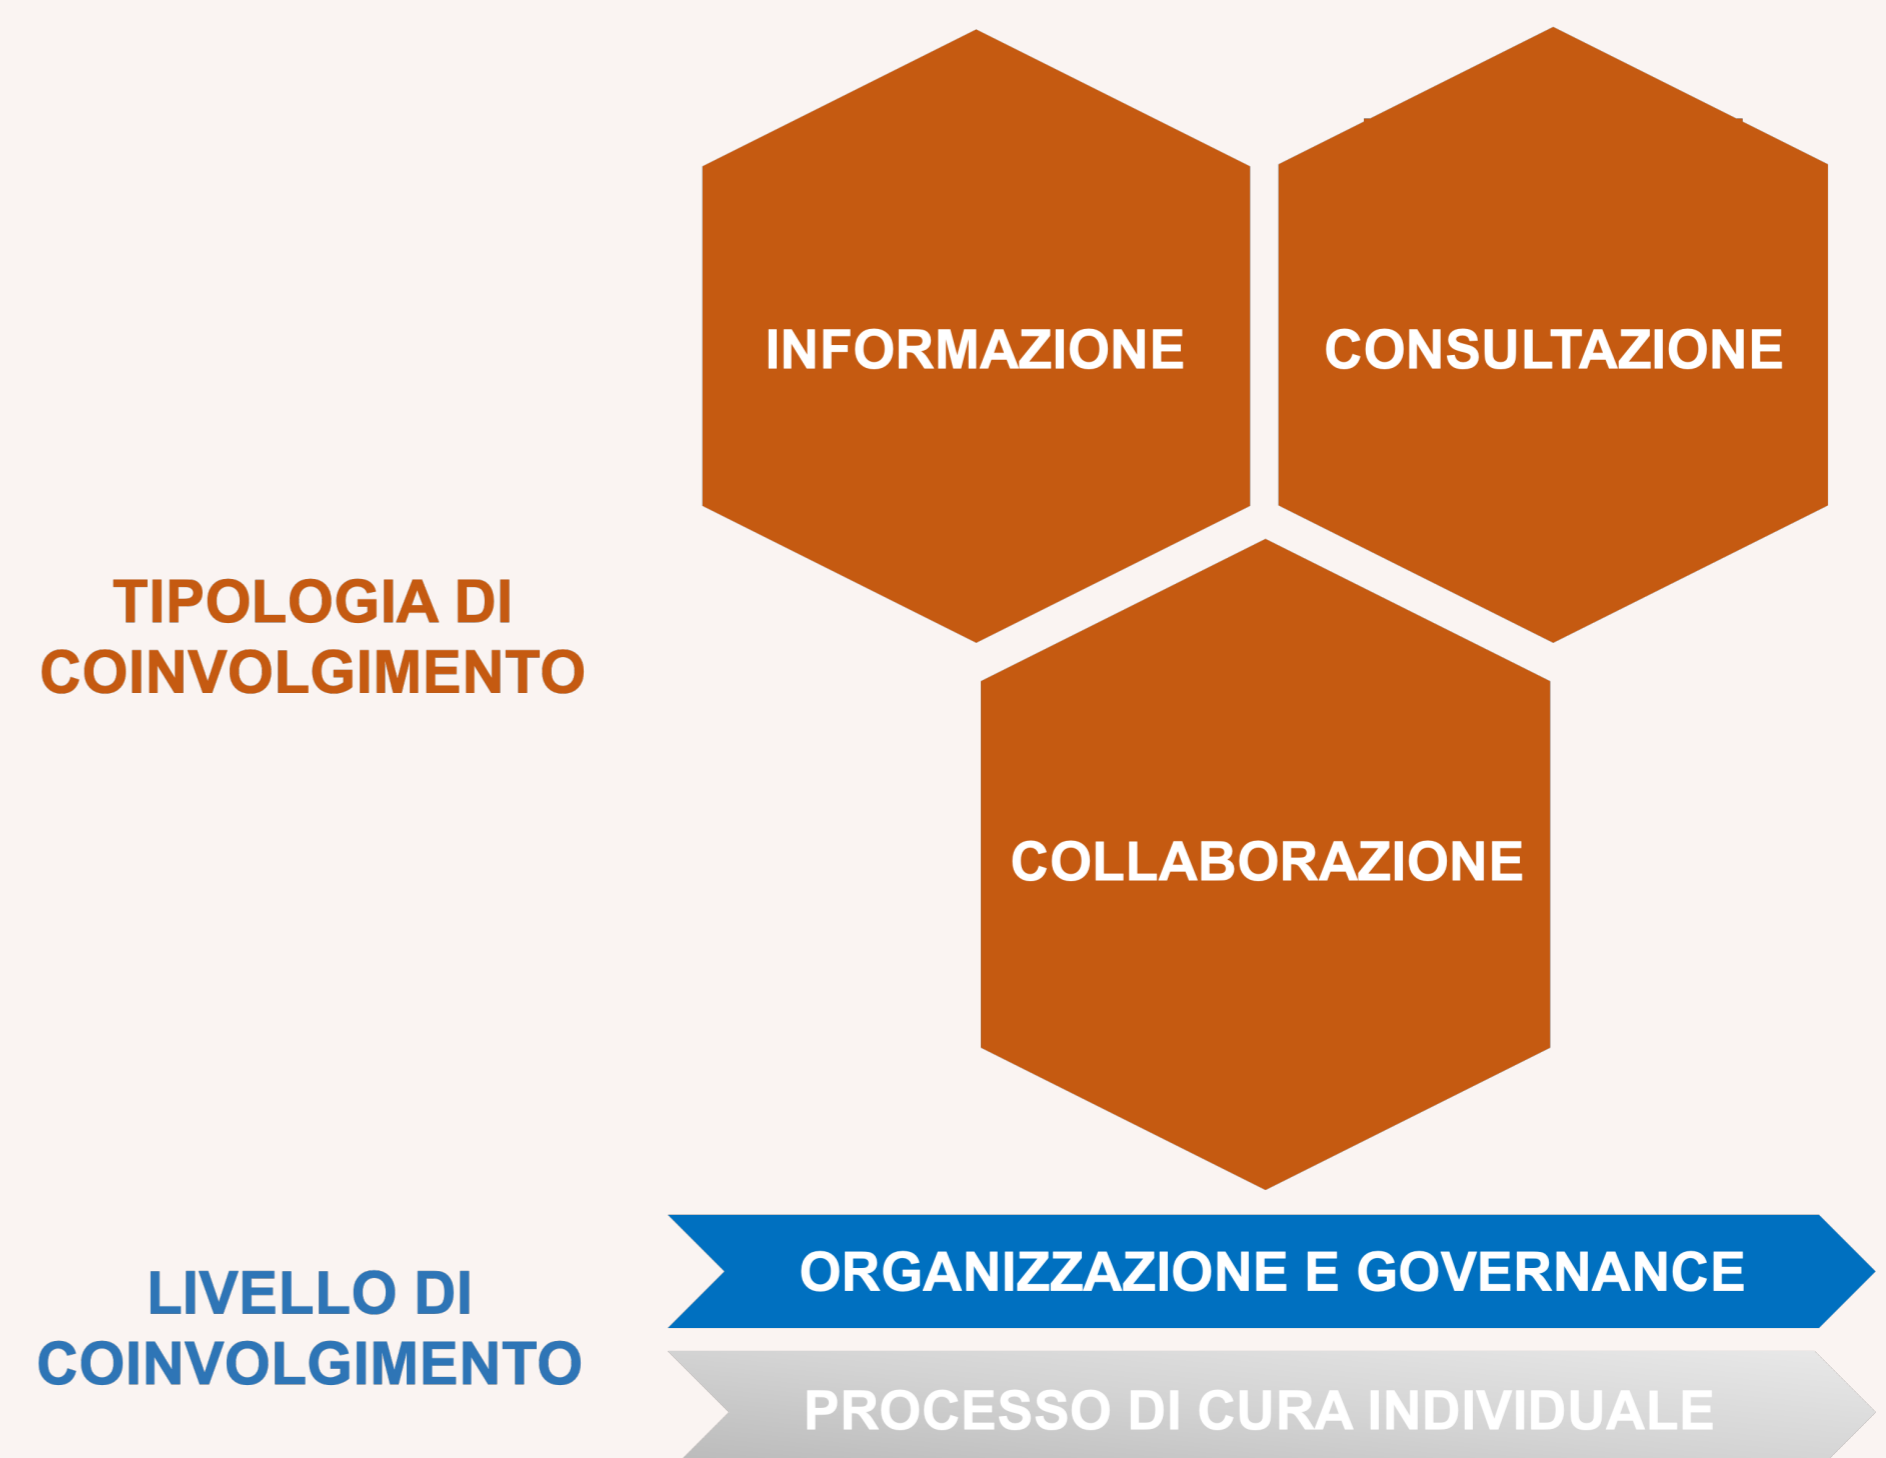 INFORMAZIONE
CONSULTAZIONE
TIPOLOGIA DI
COINVOLGIMENTO
COLLABORAZIONE
ORGANIZZAZIONE E GOVERNANCE
LIVELLO DI
COINVOLGIMENTO
PROCESSO DI CURA INDIVIDUALE